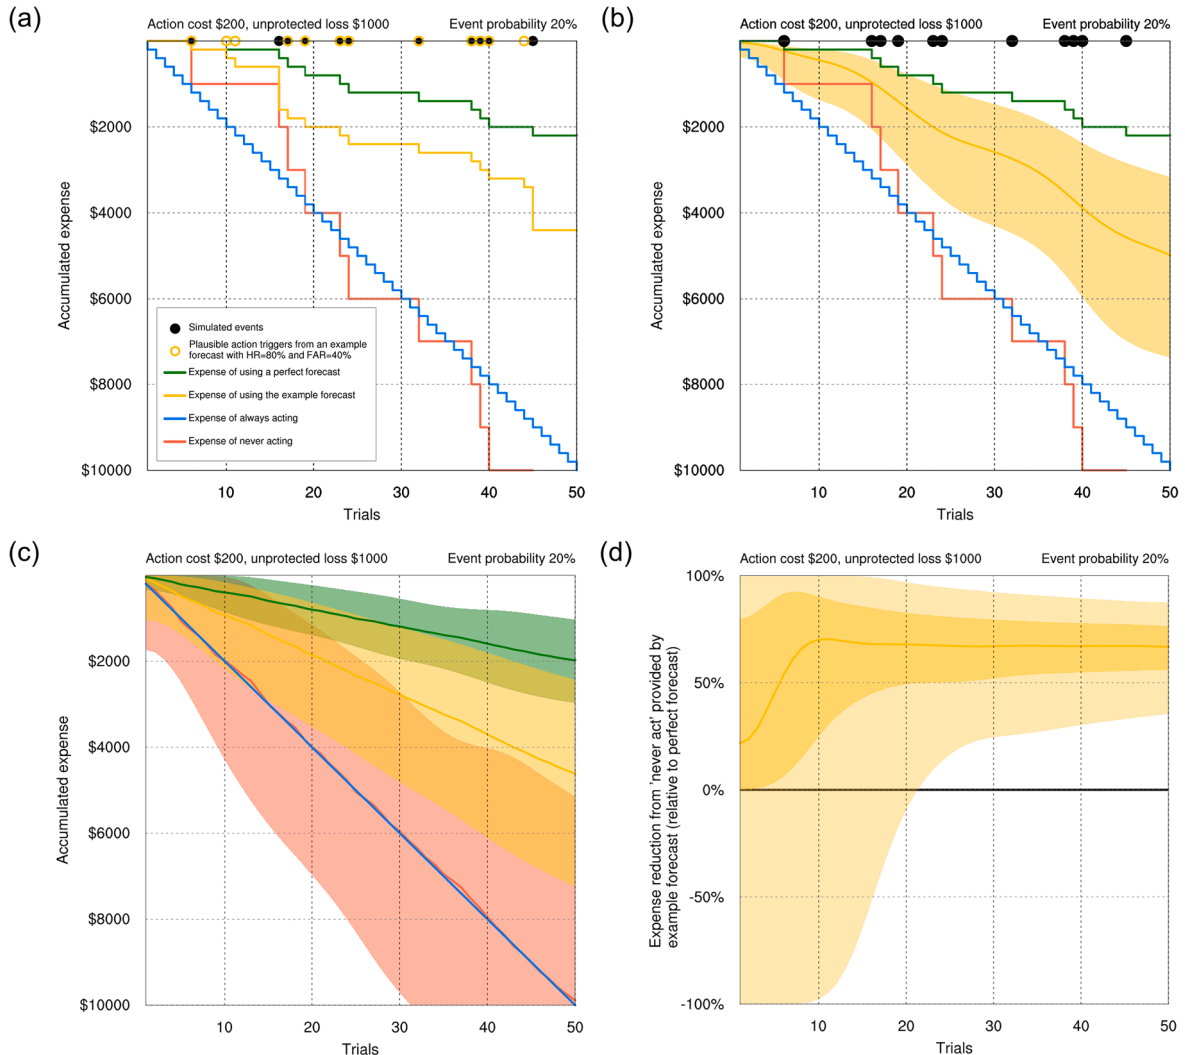 (a)
Action cost $200, unprotected loss $1000 Event probability 20%
Accumulated expense
$2000
$4000
$6000
$8000
$10000
Simulated events
Plausible action triggers from an example
forecast with HR=80% and FAR=40%
Expense of using a perfect forecast
Expense of using the example forecast
Expense of always acting
Expense of never acting
10 20 30 40 50
Trials
(b)
Action cost $200, unprotected loss $1000 Event probability 20%
Accumulated expense
$2000
$4000
$6000
$8000
$10000
10 20 30 40 50
Trials
(c)
Action cost $200, unprotected loss $1000 Event probability 20%
Accumulated expense
$2000
$4000
$6000
$8000
$10000
10 20 30 40 50
Trials
(d)
Action cost $200, unprotected loss $1000 Event probability 20%
Expense reduction from 'never act' provided by
example forecast (relative to perfect forecast)
100%
50%
0%
-50%
-100%
10 20 30 40 50
Trials